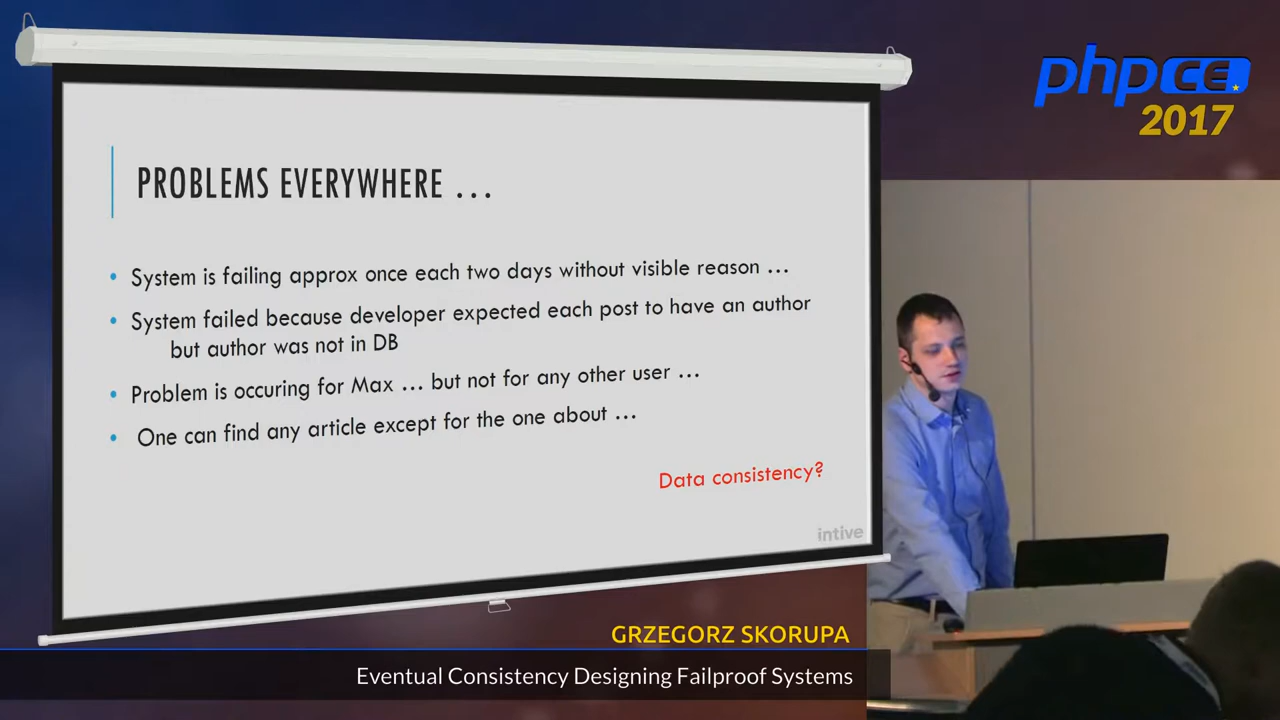 PROBLEMS EVERYWHERE ...
• System is failing approx once each two days without visible reason ...
• System failed because developer expected each post to have an author
but author was not in DB
• Problem is occuring for Max ... but not for any other user ...
• One can find any article except for the one about ...
Data consistency?
intive
phpCE
2017
GRZEGORZ SKORUPA
Eventual Consistency Designing Failproof Systems